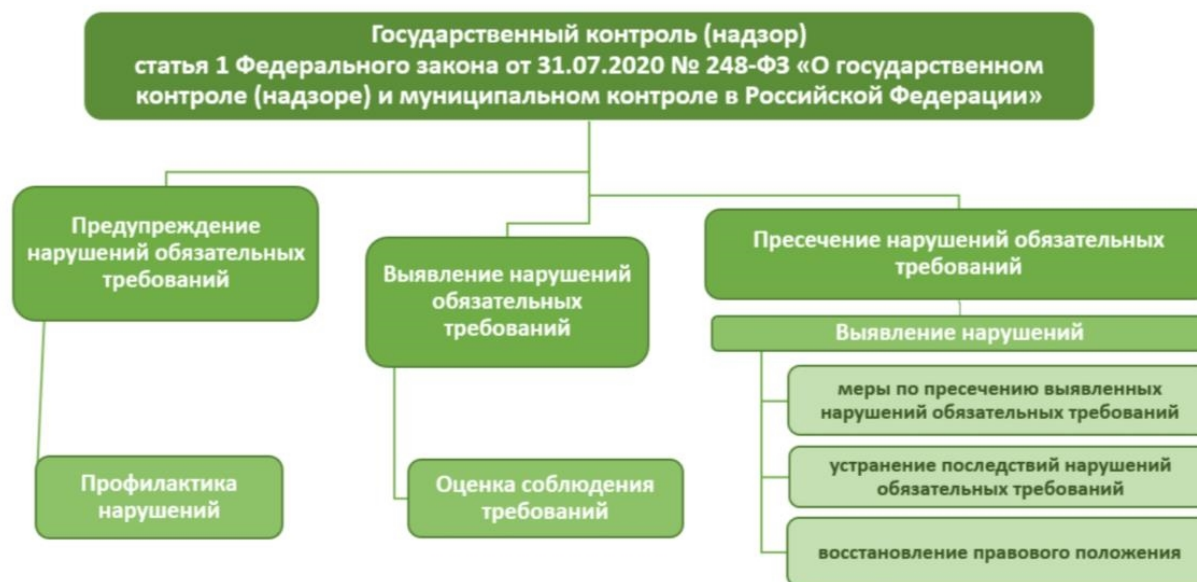 Государственный контроль (надзор)
статья 1 Федерального закона от 31.07.2020 № 248-ФЗ «О государственном
контроле (надзоре) и муниципальном контроле в Российской Федерации»
Предупреждение
нарушений обязательных
требований
Профилактика
нарушений
Выявление нарушений
обязательных
требований
Оценка соблюдения
требований
Пресечение нарушений обязательных
требований
Выявление нарушений
меры по пресечению выявленных
нарушений обязательных требований
устранение последствий нарушений
обязательных требований
восстановление правового положения